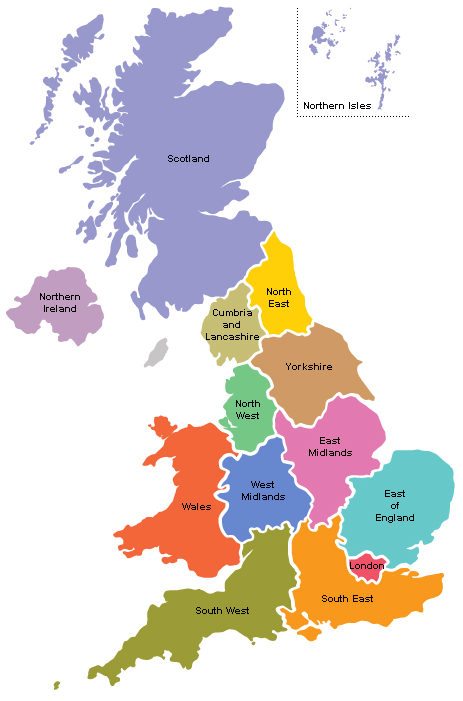 Northern Isles
Scotland
Northern
Ireland
North
East
Cumbria
and
Lancashire
Yorkshire
North
West
East
Midlands
West
Midlands
East
of
England
Wales
London
South East
South West